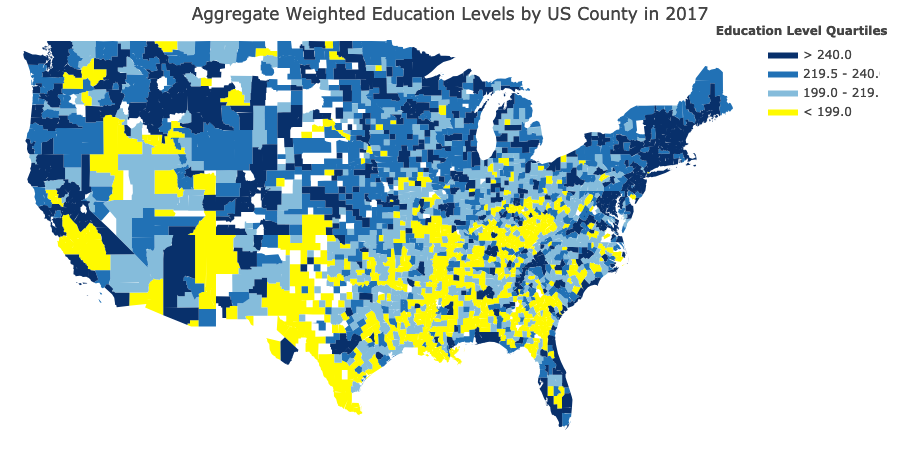 Aggregate Weighted Education Levels by US County in 2017
Education Level Quartiles
> 240.0
219.5 - 240.
199.0 - 219.
< 199.0